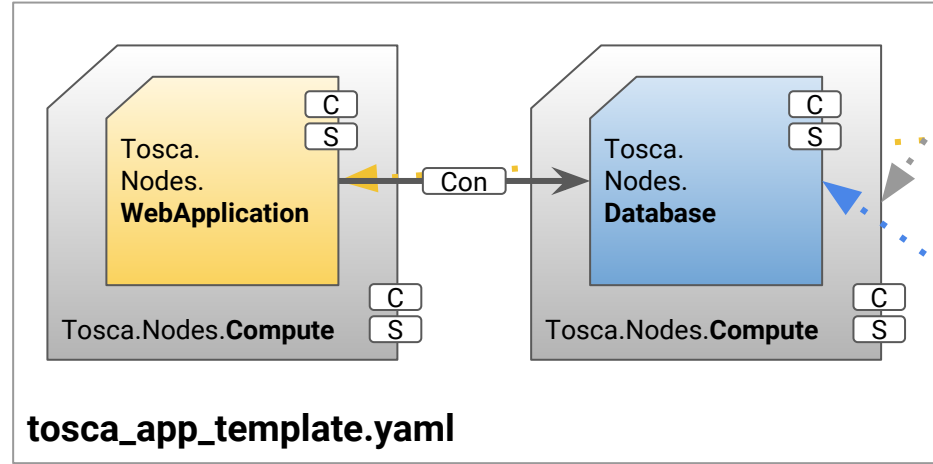 C
S
Tosca.
Nodes.
WebApplication
Con
C
S
Tosca.
Nodes.
Database
C
S
Tosca.Nodes.Compute
C
S
Tosca.Nodes.Compute
tosca_app_template.yaml